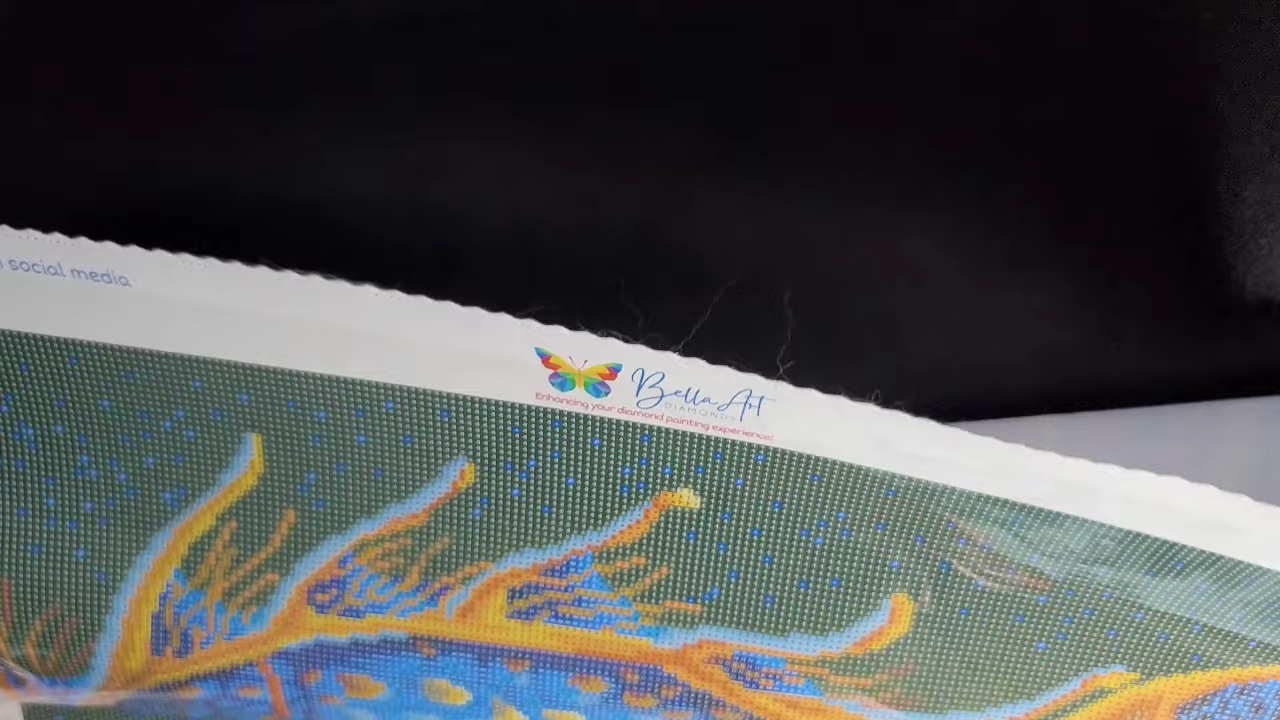 social media
Bella Art
DIAMONDS
Enhancing your diamond painting experience!